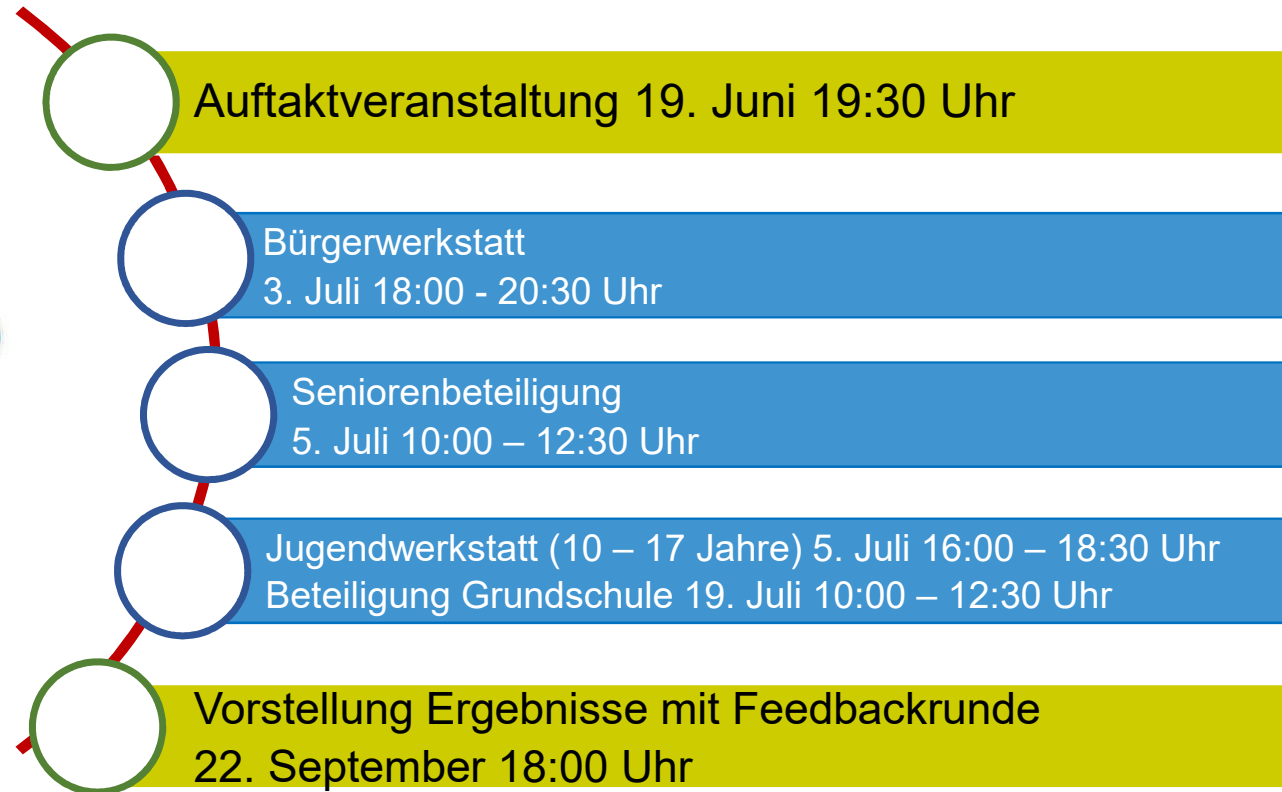 Auftaktveranstaltung 19. Juni 19:30 Uhr
Bürgerwerkstatt
3. Juli 18:00 - 20:30 Uhr
Seniorenbeteiligung
5. Juli 10:00 – 12:30 Uhr
Jugendwerkstatt (10 – 17 Jahre) 5. Juli 16:00 – 18:30 Uhr
Beteiligung Grundschule 19. Juli 10:00 – 12:30 Uhr
Vorstellung Ergebnisse mit Feedbackrunde
22. September 18:00 Uhr